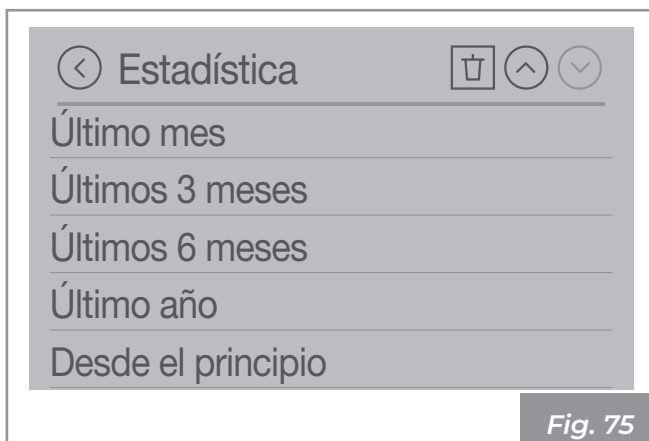 Estadística
Último mes
Últimos 3 meses
Últimos 6 meses
Último año
Desde el principio
Fig. 75